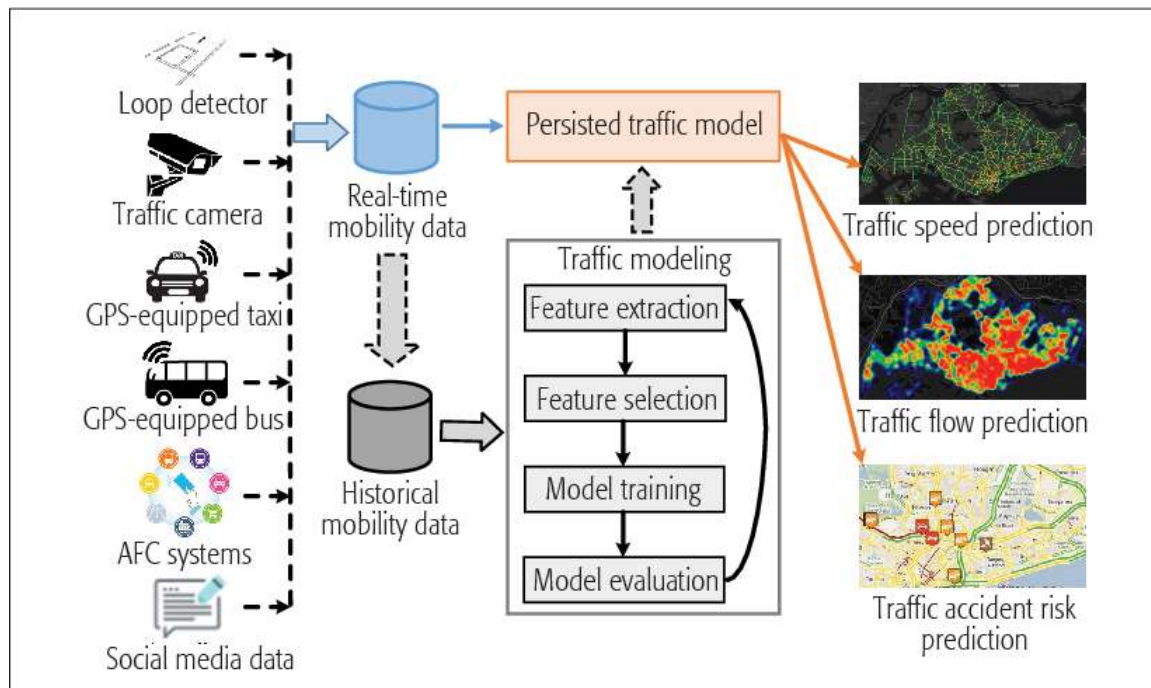 Loop detector
Traffic camera
GPS-equipped taxi
GPS-equipped bus
AFC systems
Social media data
Real-time
mobility data
Historical
mobility data
Persisted traffic model
Traffic modeling
Feature extraction
Feature selection
Model training
Model evaluation
Traffic speed prediction
Traffic flow prediction
Traffic accident risk
prediction